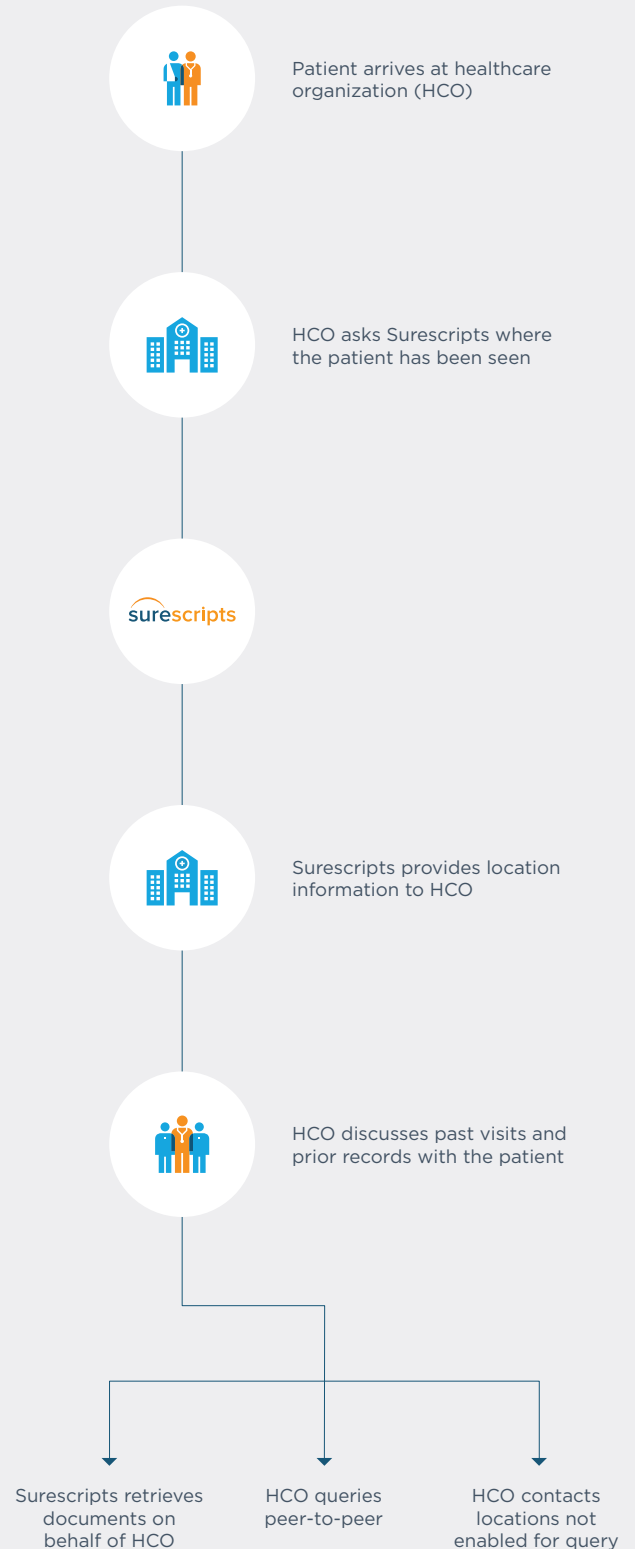 Patient arrives at healthcare
organization (HCO)
HCO asks Surescripts where
the patient has been seen
surescripts
Surescripts provides location
information to HCO
HCO discusses past visits and
prior records with the patient
Surescripts retrieves
documents on
behalf of HCO
HCO queries
peer-to-peer
HCO contacts
locations not
enabled for query